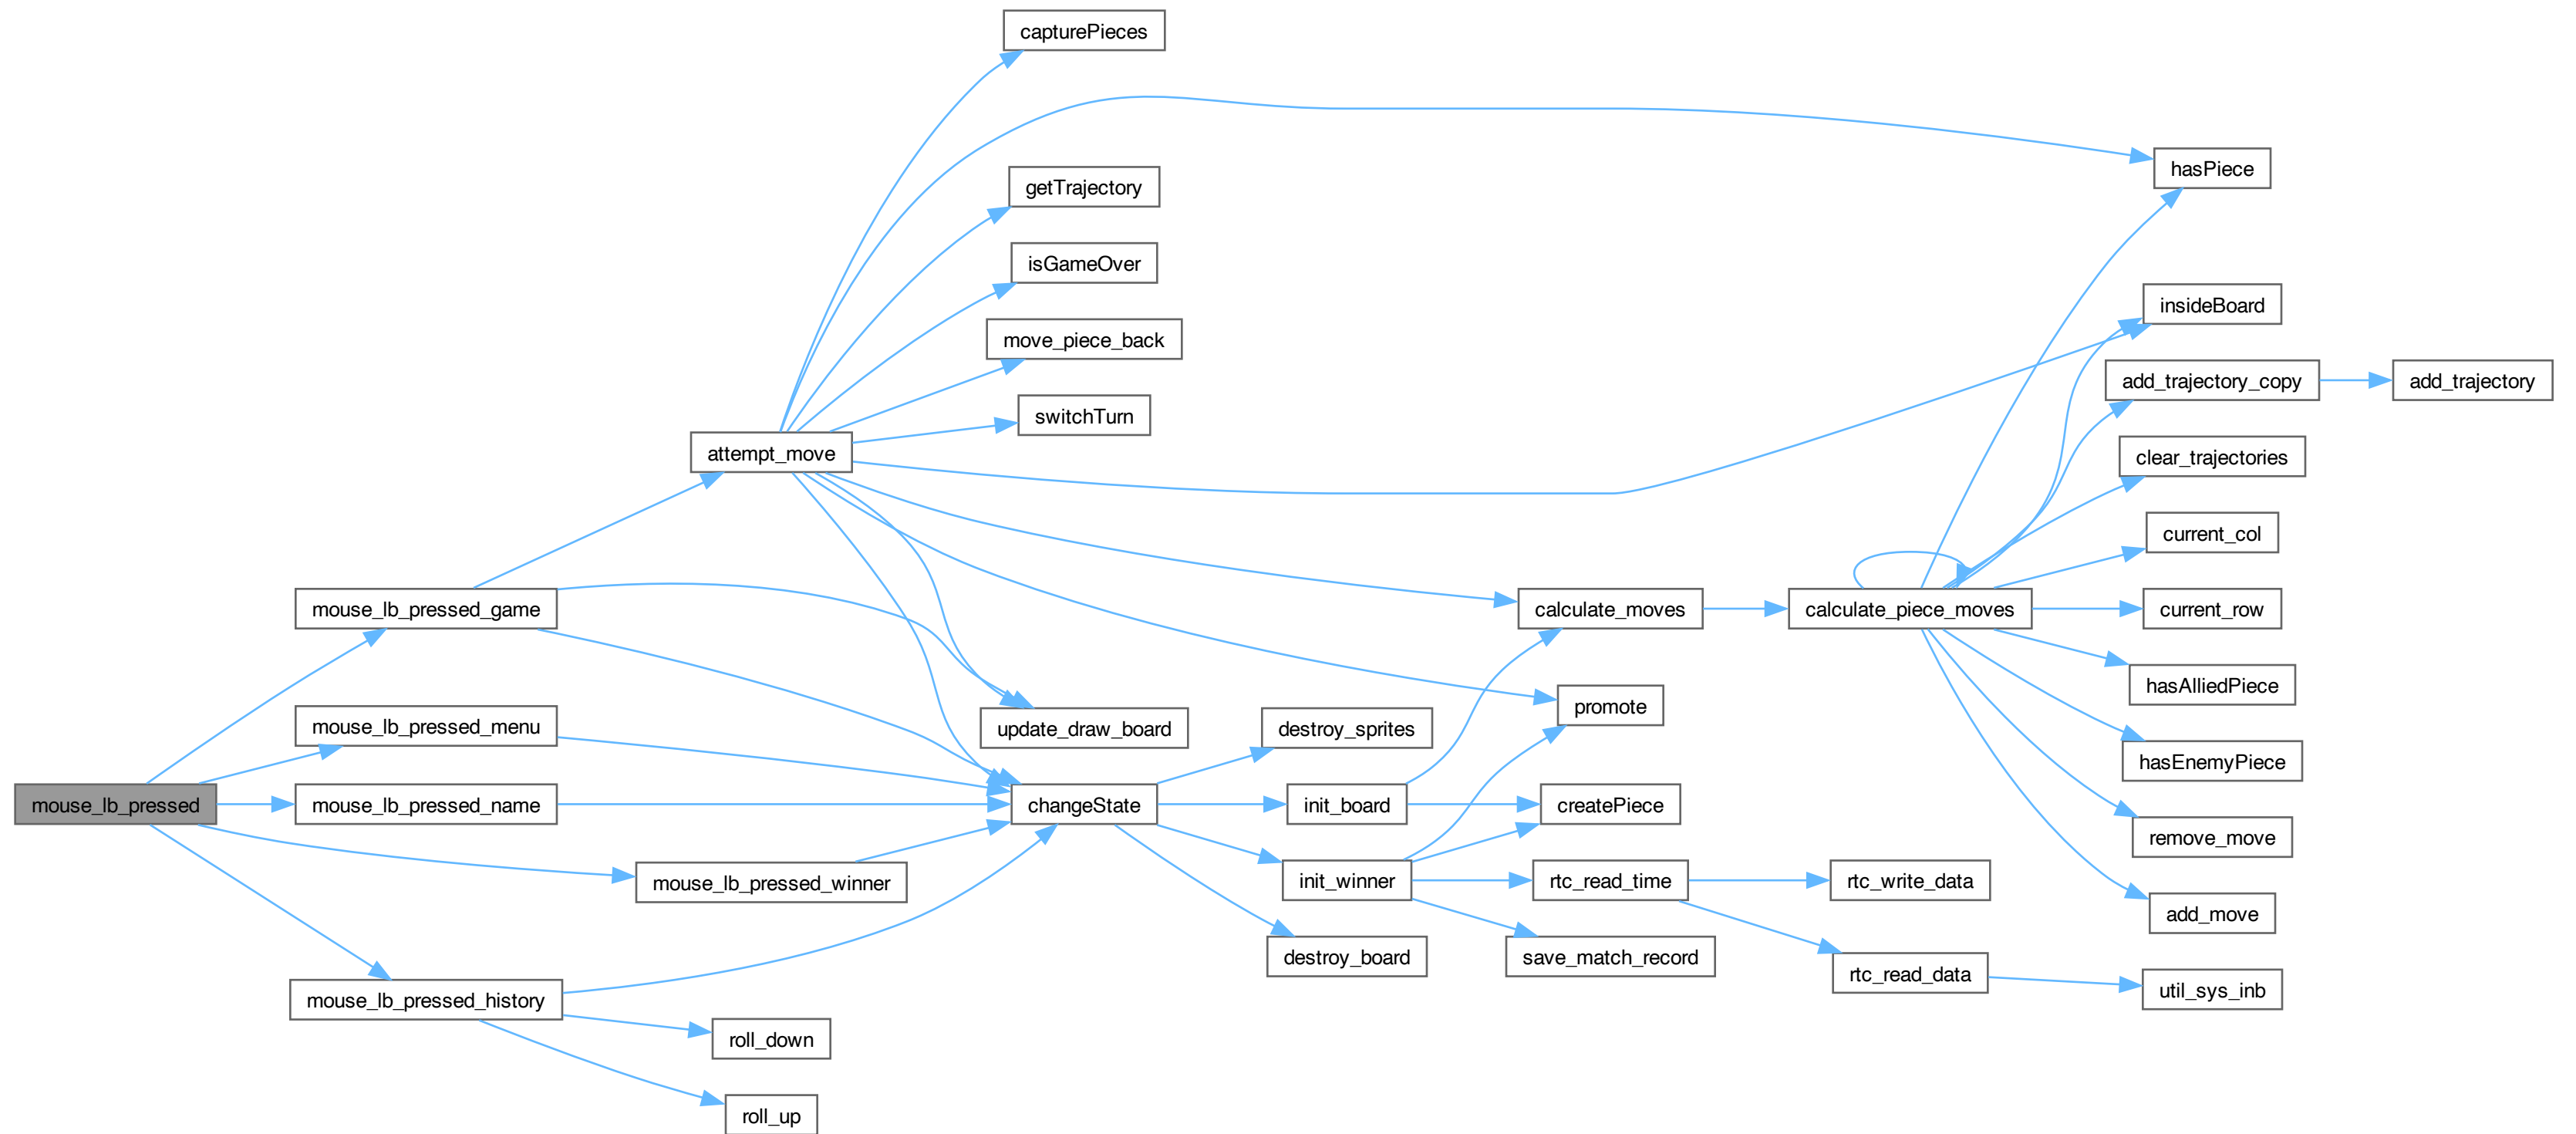 capturePieces
hasPiece
getTrajectory
isGameOver
insideBoard
move_piece_back
add_trajectory_copy
add_trajectory
switchTurn
attempt_move
clear_trajectories
current_col
mouse_lb_pressed_game
calculate_moves
calculate_piece_moves
current_row
hasAlliedPiece
promote
mouse_lb_pressed_menu
update_draw_board
destroy_sprites
hasEnemyPiece
mouse_lb_pressed
mouse_lb_pressed_name
changeState
init_board
createPiece
remove_move
mouse_lb_pressed_winner
init_winner
rtc_read_time
rtc_write_data
add_move
destroy_board
save_match_record
rtc_read_data
util_sys_inb
mouse_lb_pressed_history
roll_down
roll_up